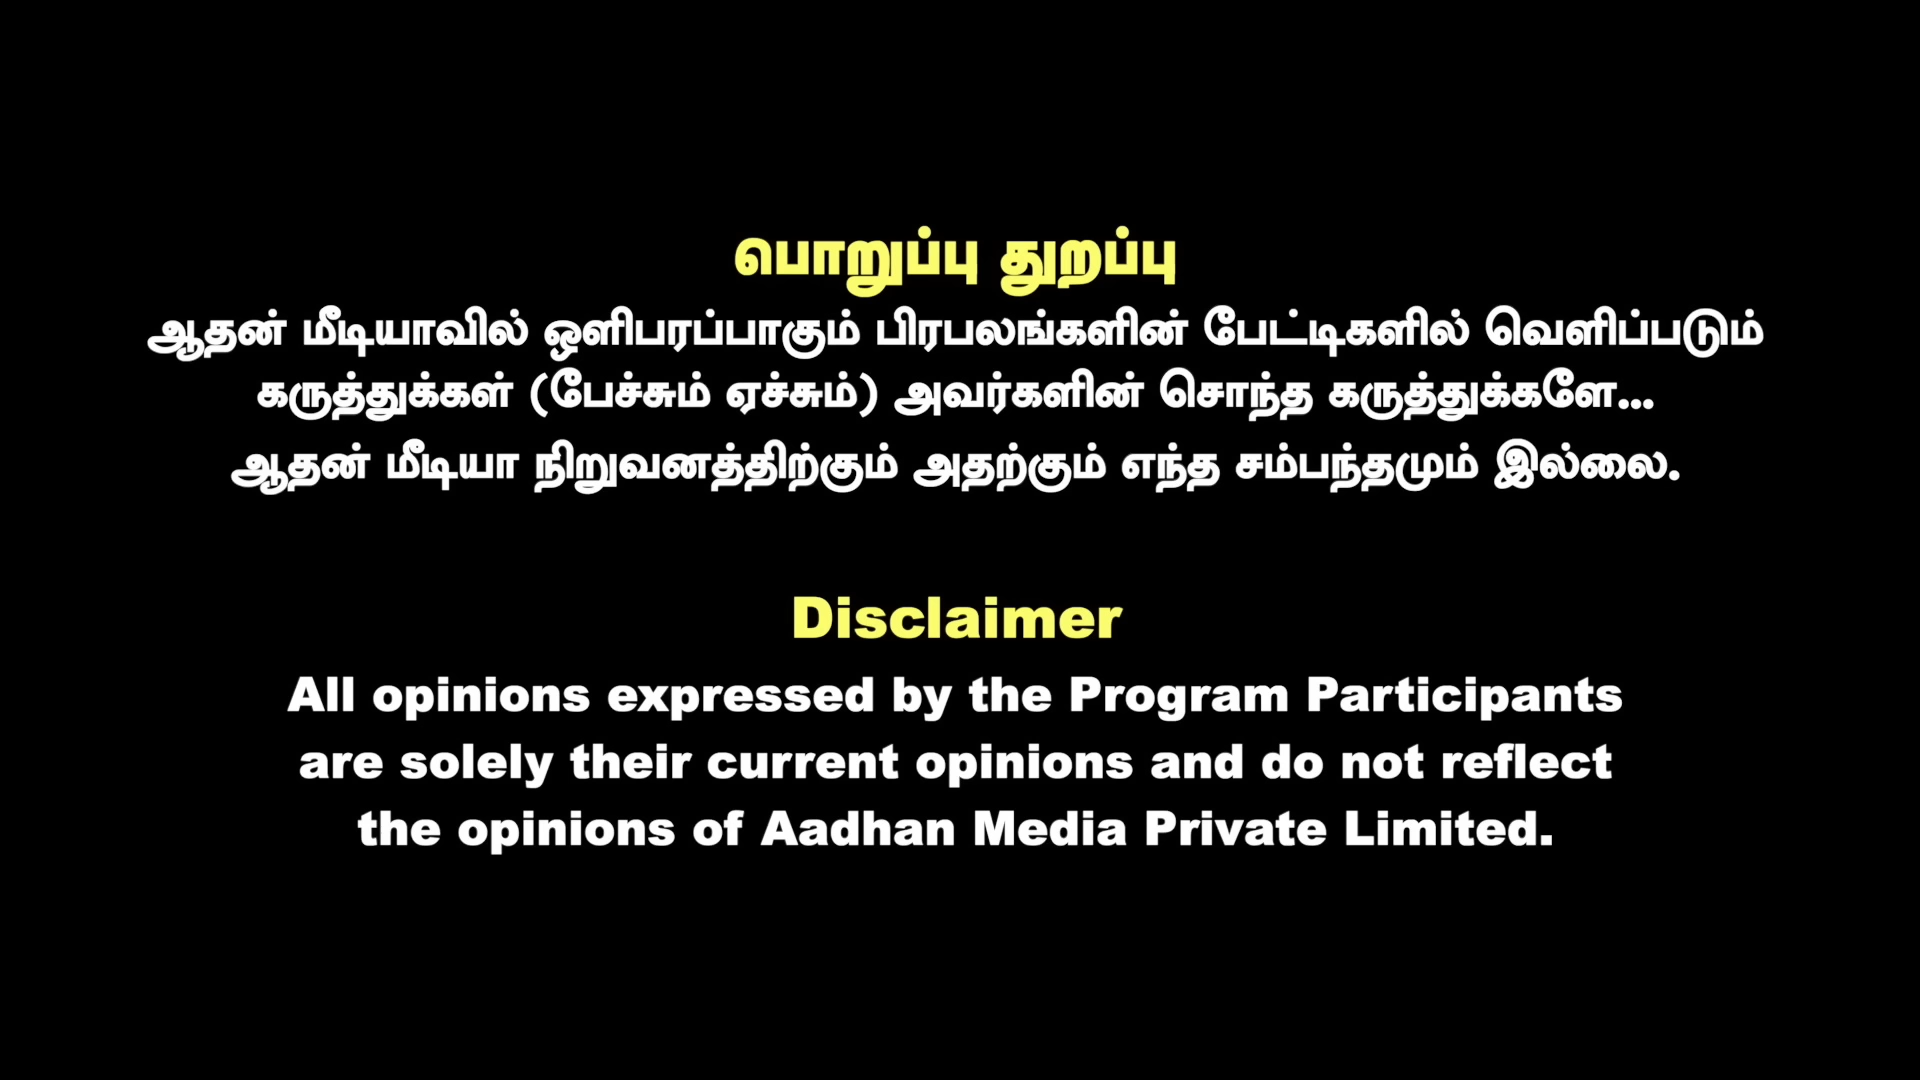 பொறுப்பு துறப்பு
ஆதன் மீடியாவில் ஒளிபரப்பாகும் பிரபலங்களின் பேட்டிகளில் வெளிப்படும்
கருத்துக்கள் (பேச்சும் ஏச்சும்) அவர்களின் சொந்த கருத்துக்களே...
ஆதன் மீடியா நிறுவனத்திற்கும் அதற்கும் எந்த சம்பந்தமும் இல்லை.
Disclaimer
All opinions expressed by the Program Participants
are solely their current opinions and do not reflect
the opinions of Aadhan Media Private Limited.